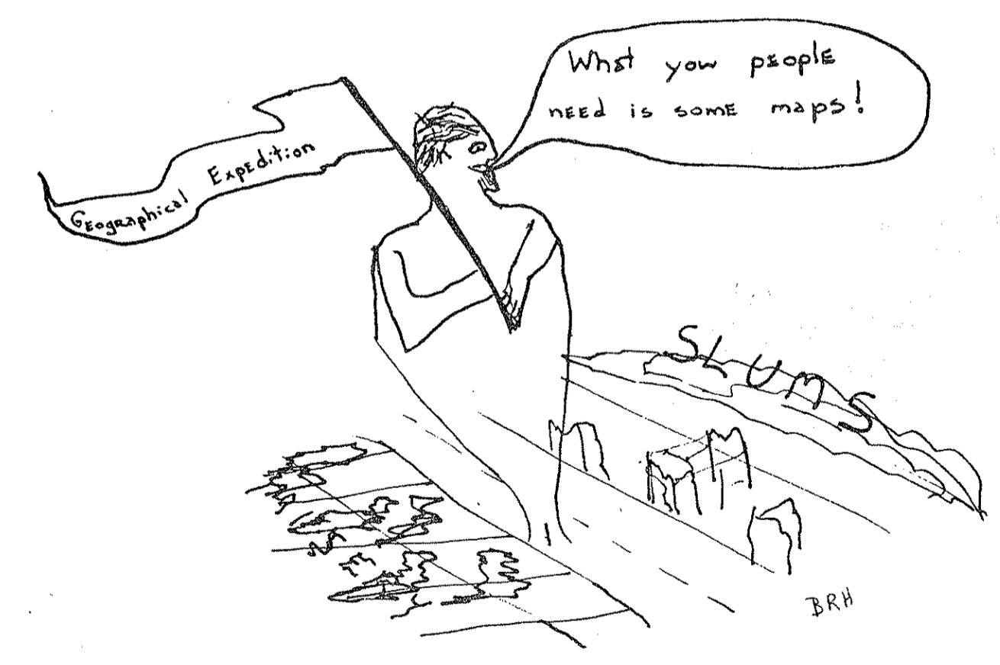 What you people
need is some maps!
Geographical Expedition
SLUMS
BRH